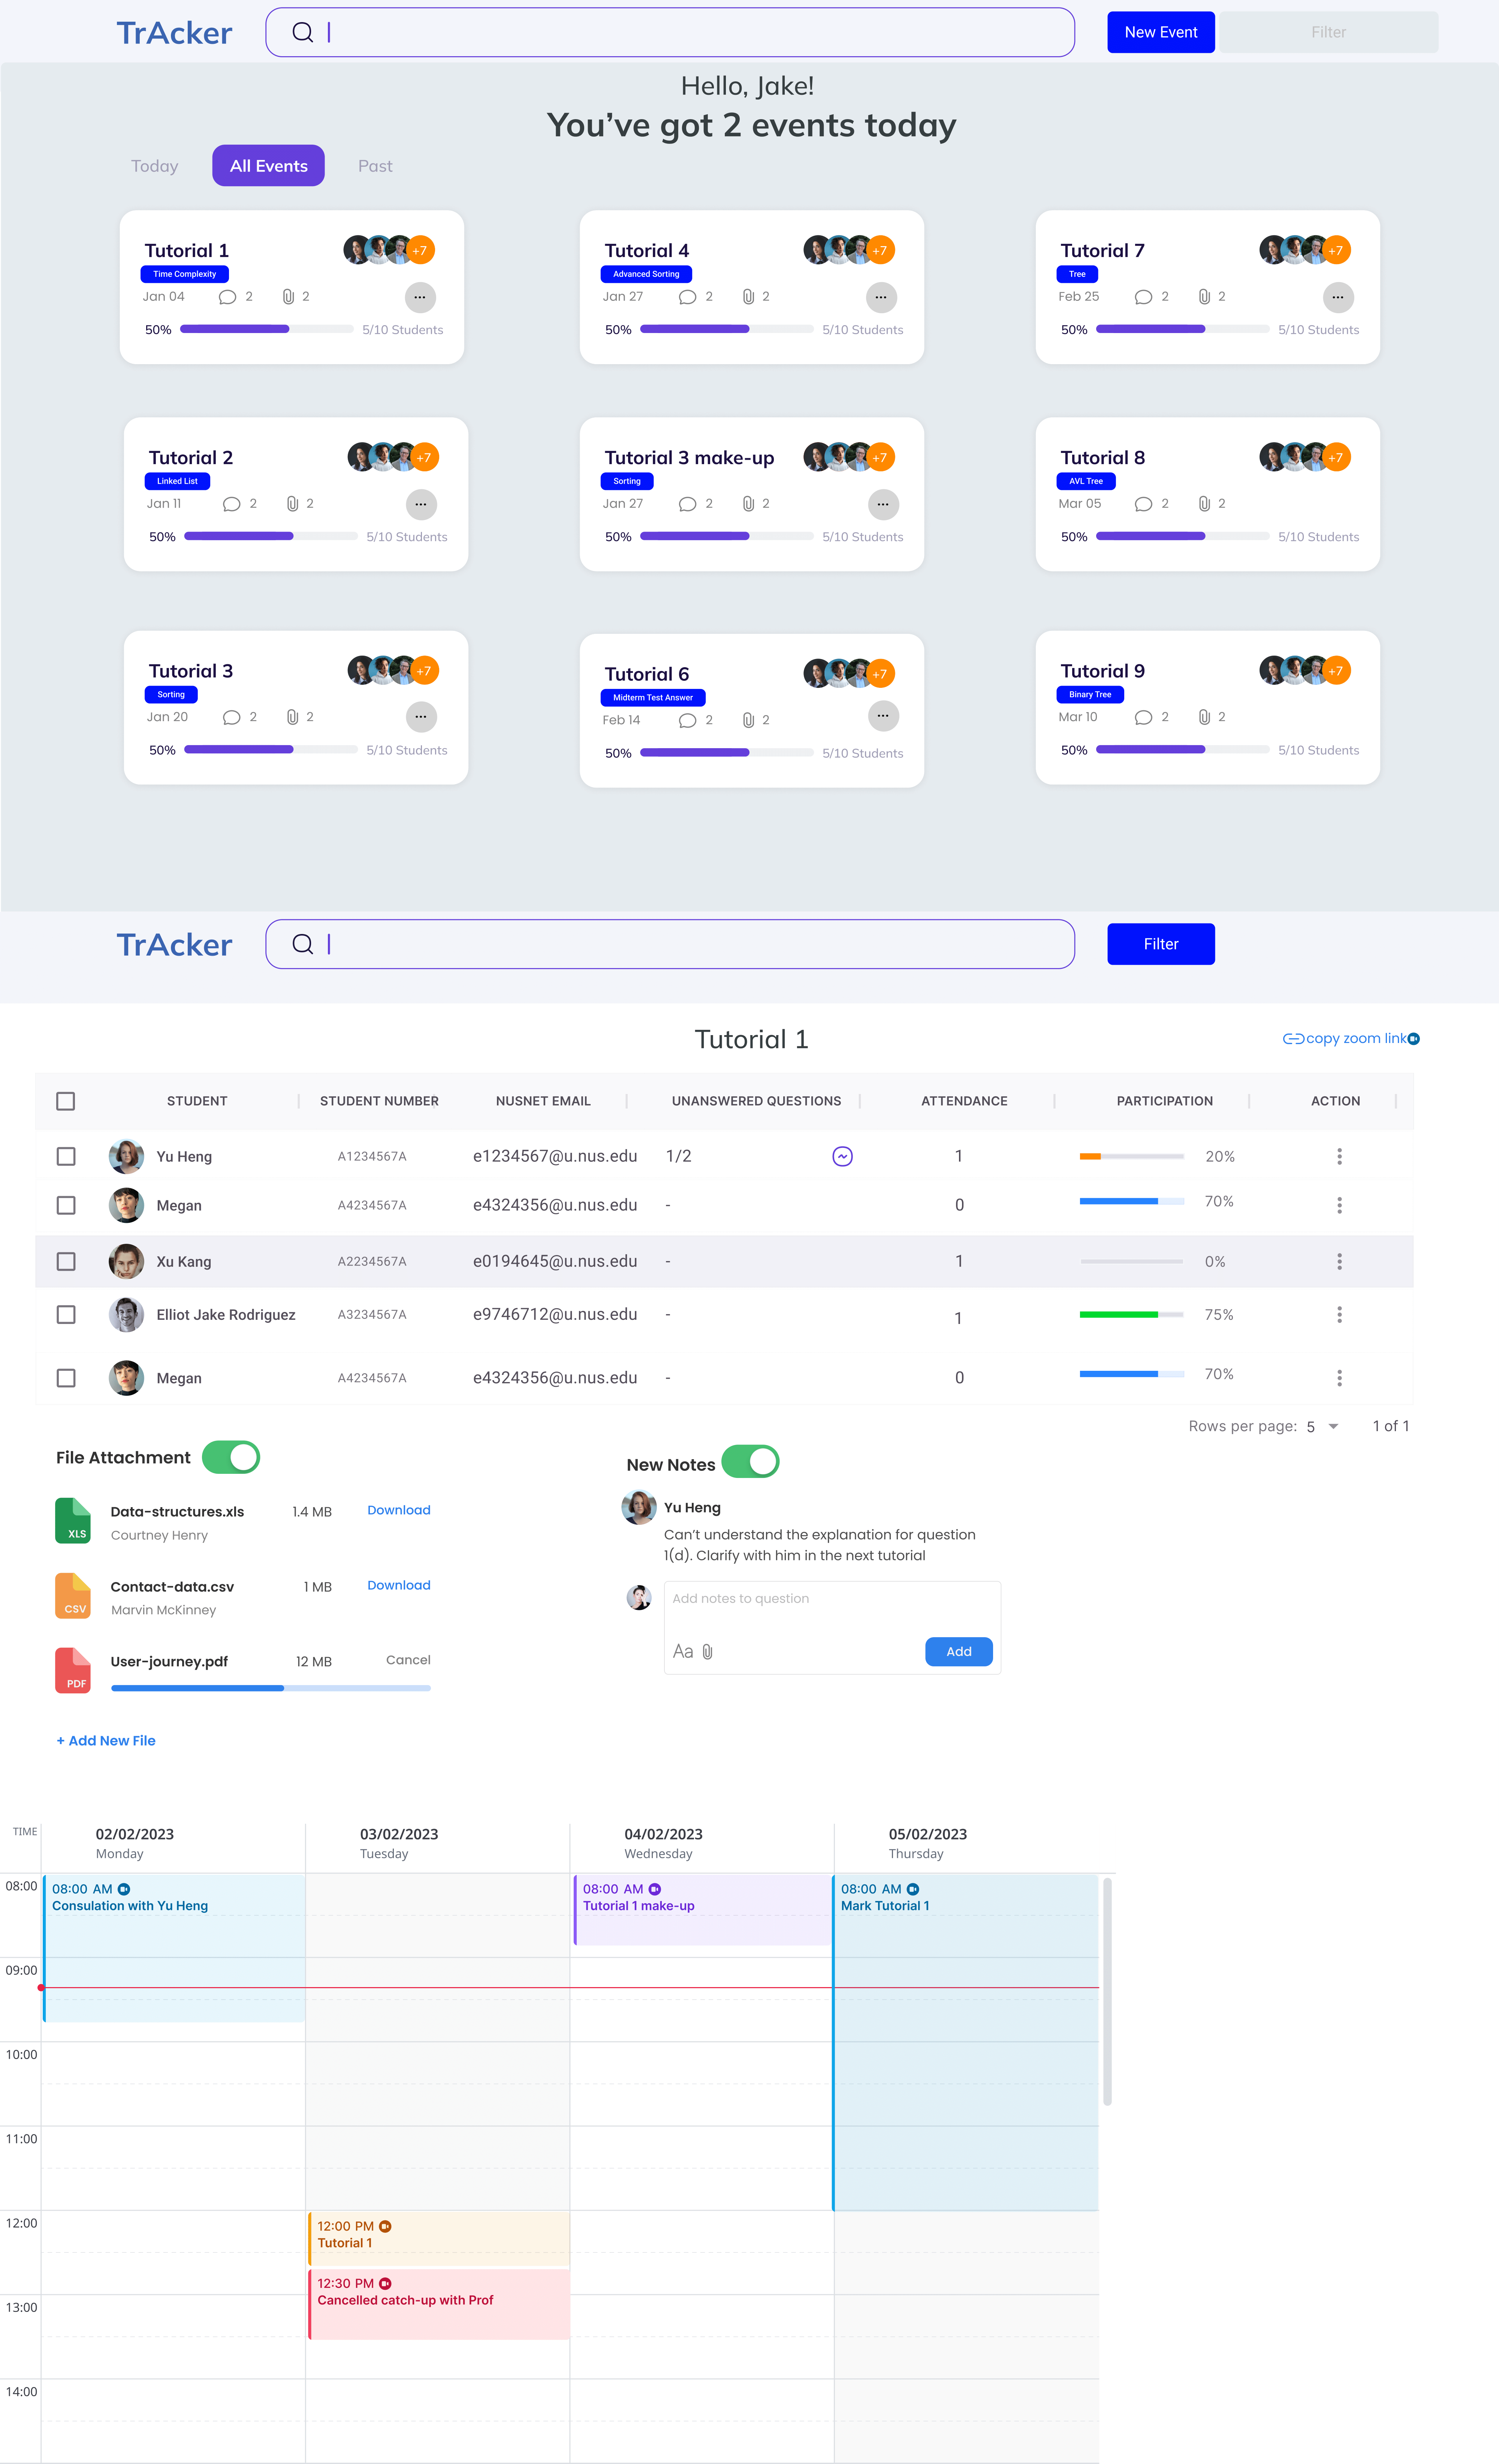 TrAcker
New Event
Filter
Hello, Jake!
You've got 2 events today
Today
All Events
Past
Tutorial 1
+7
Time Complexity
Jan 04
2
2
50%
5/10 Students
Tutorial 4
+7
Advanced Sorting
Jan 27
2
2
50%
5/10 Students
Tutorial 7
+7
Tree
Feb 25
2
2
50%
5/10 Students
Tutorial 2
+7
Linked List
Jan 11
2
2
50%
5/10 Students
Tutorial 3 make-up
+7
Sorting
Jan 27
2
2
50%
5/10 Students
Tutorial 8
+7
AVL Tree
Mar 05
2
2
50%
5/10 Students
Tutorial 3
+7
Sorting
Jan 20
2
2
50%
5/10 Students
Tutorial 6
+7
Midterm Test Answer
Feb 14
2
2
50%
5/10 Students
Tutorial 9
+7
Binary Tree
Mar 10
2
2
50%
5/10 Students
TrAcker
Filter
Tutorial 1
copy zoom link
STUDENT STUDENT NUMBER NUSNET EMAIL UNANSWERED QUESTIONS ATTENDANCE PARTICIPATION ACTION
Yu Heng A1234567A e1234567@u.nus.edu 1/2 1 20%
Megan A4234567A e4324356@u.nus.edu - 0 70%
Xu Kang A2234567A e0194645@u.nus.edu - 1 0%
Elliot Jake Rodriguez A3234567A e9746712@u.nus.edu - 1 75%
Megan A4234567A e4324356@u.nus.edu - 0 70%
Rows per page: 5 1 of 1
File Attachment
Data-structures.xls 1.4 MB Download
XLS
Courtney Henry
Contact-data.csv 1 MB Download
CSV
Marvin McKinney
User-journey.pdf 12 MB Cancel
PDF
+ Add New File
New Notes
Yu Heng
Can't understand the explanation for question
1(d). Clarify with him in the next tutorial
Add notes to question
Aa
Add
TIME
02/02/2023
Monday
03/02/2023
Tuesday
04/02/2023
Wednesday
05/02/2023
Thursday
08:00
08:00 AM
Consulation with Yu Heng
08:00 AM
Tutorial 1 make-up
08:00 AM
Mark Tutorial 1
09:00
10:00
11:00
12:00
12:00 PM
Tutorial 1
12:30 PM
Cancelled catch-up with Prof
13:00
14:00